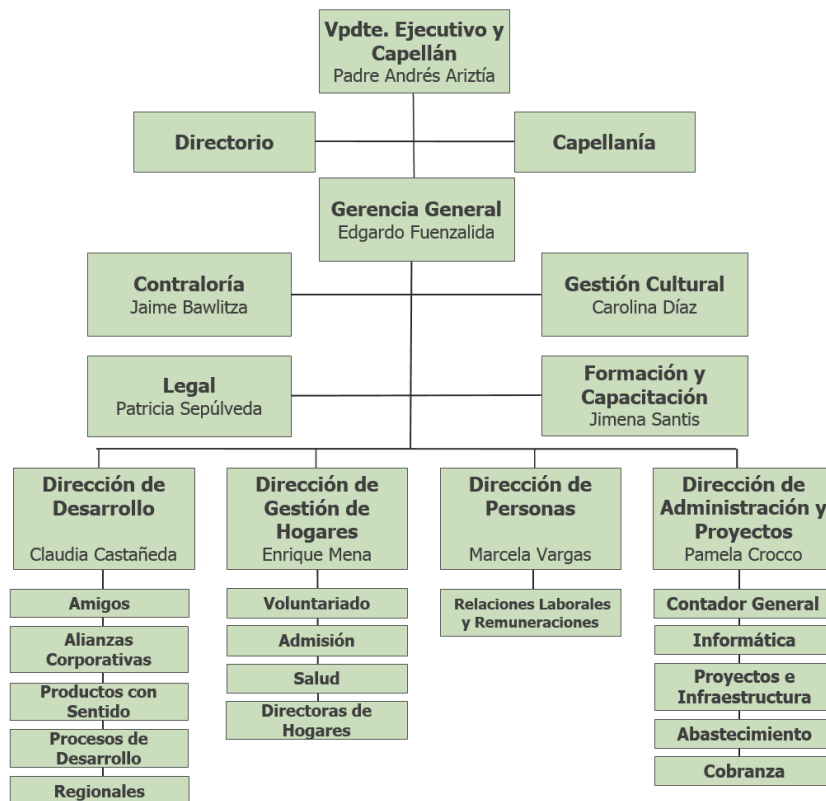 Vpdte. Ejecutivo y
Capellán
Padre Andrés Ariztía
Directorio
Capellanía
Gerencia General
Edgardo Fuenzalida
Contraloría
Jaime Bawlitza
Gestión Cultural
Carolina Díaz
Legal
Patricia Sepúlveda
Formación y
Capacitación
Jimena Santis
Dirección de
Desarrollo
Claudia Castañeda
Dirección de
Gestión de
Hogares
Enrique Mena
Dirección de
Personas
Marcela Vargas
Dirección de
Administración y
Proyectos
Pamela Crocco
Amigos
Alianzas
Corporativas
Productos con
Sentido
Procesos de
Desarrollo
Regionales
Voluntariado
Admisión
Salud
Directoras de
Hogares
Relaciones Laborales
y Remuneraciones
Contador General
Informática
Proyectos e
Infraestructura
Abastecimiento
Cobranza